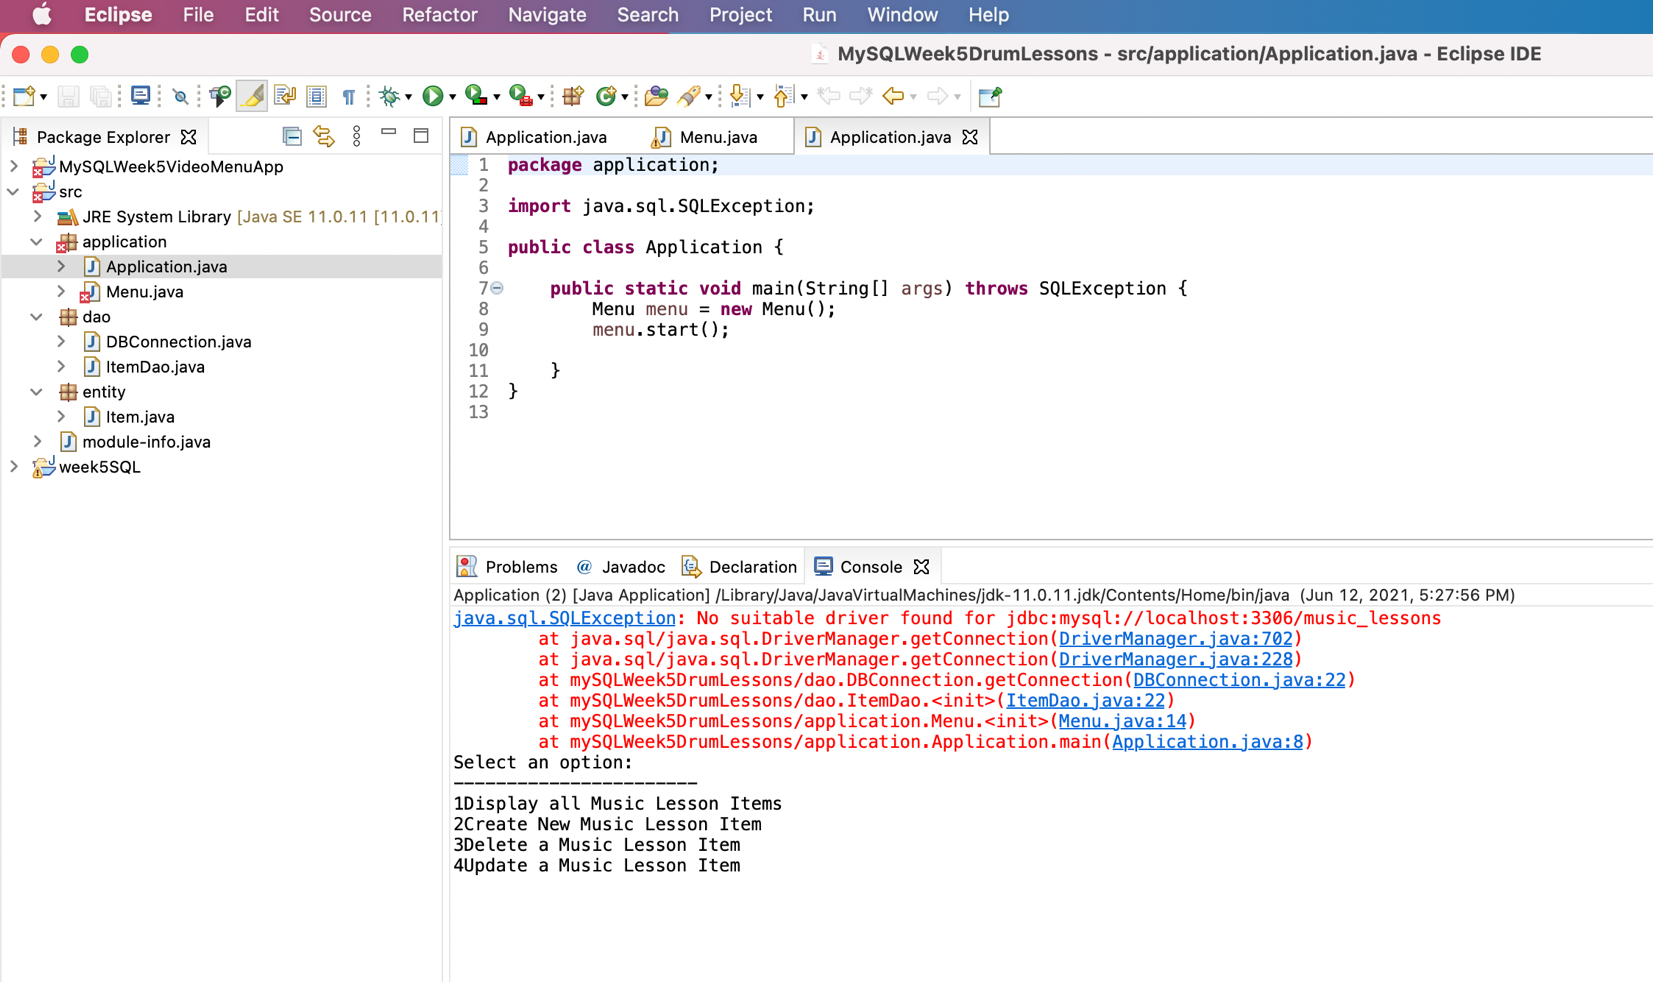 Eclipse File Edit Source Refactor Navigate Search Project Run Window Help
MySQLWeek5DrumLessons - src/application/Application.java - Eclipse IDE
Package Explorer
MySQLWeek5VideoMenuApp
src
JRE System Library [Java SE 11.0.11 [11.0.11]
application
Application.java
Menu.java
dao
DBConnection.java
ItemDao.java
entity
Item.java
module-info.java
week5SQL
Application.java Menu.java Application.java
1 package application;
2
3 import java.sql.SQLException;
4
5 public class Application {
6
7 public static void main(String[] args) throws SQLException {
8 Menu menu = new Menu();
9 menu.start();
10
11 }
12 }
13
Problems @ Javadoc Declaration Console
Application (2) [Java Application] /Library/Java/JavaVirtualMachines/jdk-11.0.11.jdk/Contents/Home/bin/java (Jun 12, 2021, 5:27:56 PM)
java.sql.SQLException: No suitable driver found for jdbc:mysql://localhost:3306/music_lessons
at java.sql/java.sql.DriverManager.getConnection(DriverManager.java:702)
at java.sql/java.sql.DriverManager.getConnection(DriverManager.java:228)
at mySQLWeek5DrumLessons/dao.DBConnection.getConnection(DBConnection.java:22)
at mySQLWeek5DrumLessons/dao.ItemDao.<init>(ItemDao.java:22)
at mySQLWeek5DrumLessons/application.Menu.<init>(Menu.java:14)
at mySQLWeek5DrumLessons/application.Application.main(Application.java:8)
Select an option:
-----------------------
1Display all Music Lesson Items
2Create New Music Lesson Item
3Delete a Music Lesson Item
4Update a Music Lesson Item